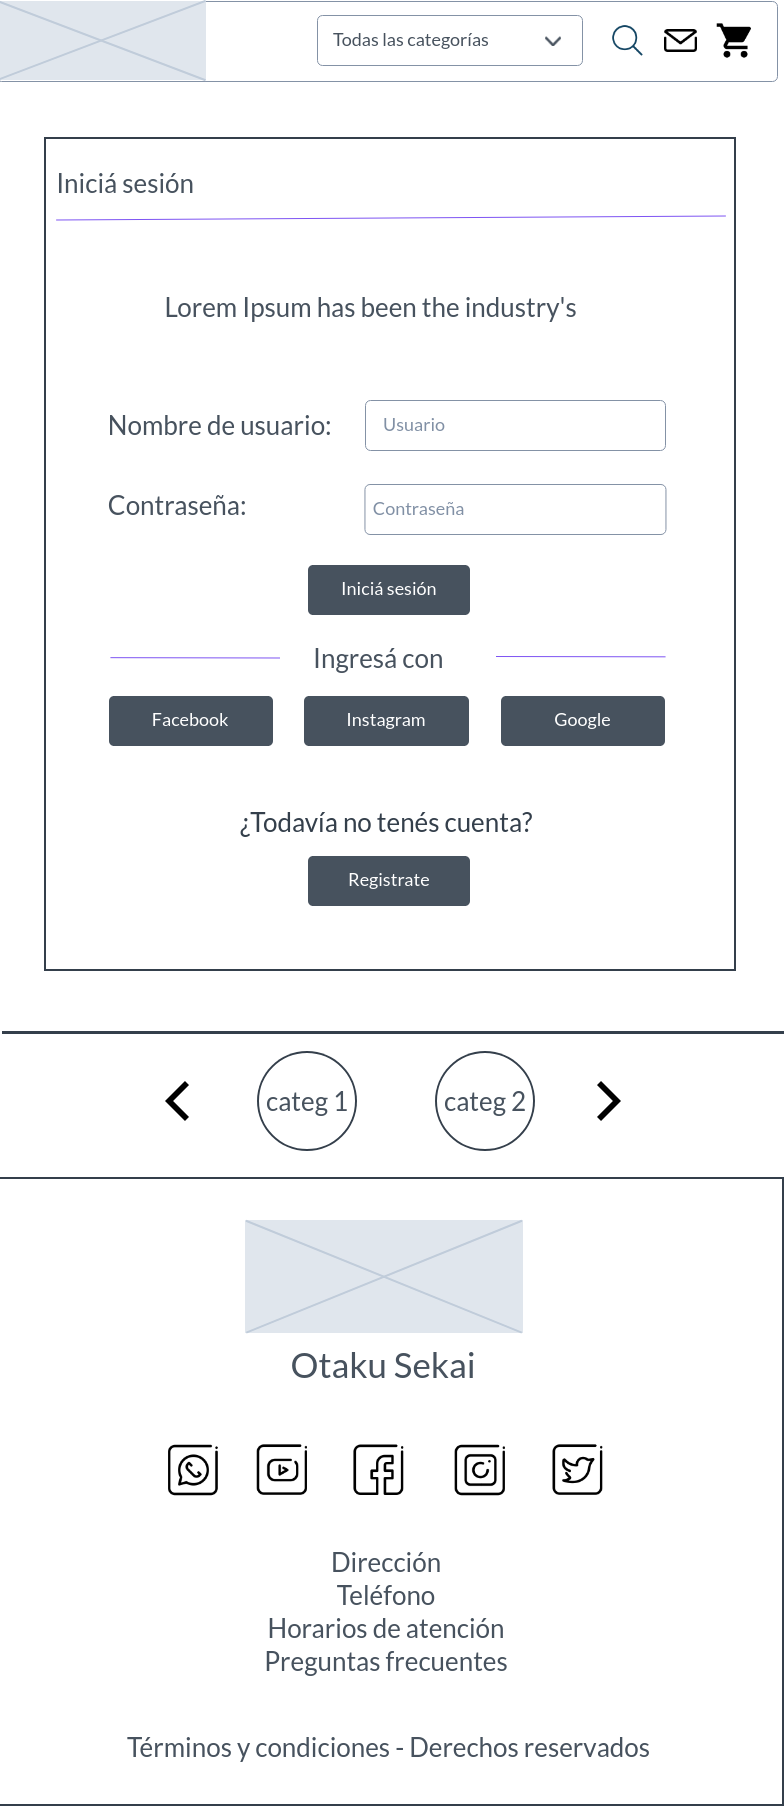 Todas las categorías
Iniciá sesión
Lorem Ipsum has been the industry's
Nombre de usuario:
Usuario
Contraseña:
Contraseña
Iniciá sesión
Ingresá con
Facebook
Instagram
Google
¿Todavía no tenés cuenta?
Registrate
categ 1
categ 2
Otaku Sekai
Dirección
Teléfono
Horarios de atención
Preguntas frecuentes
Términos y condiciones - Derechos reservados